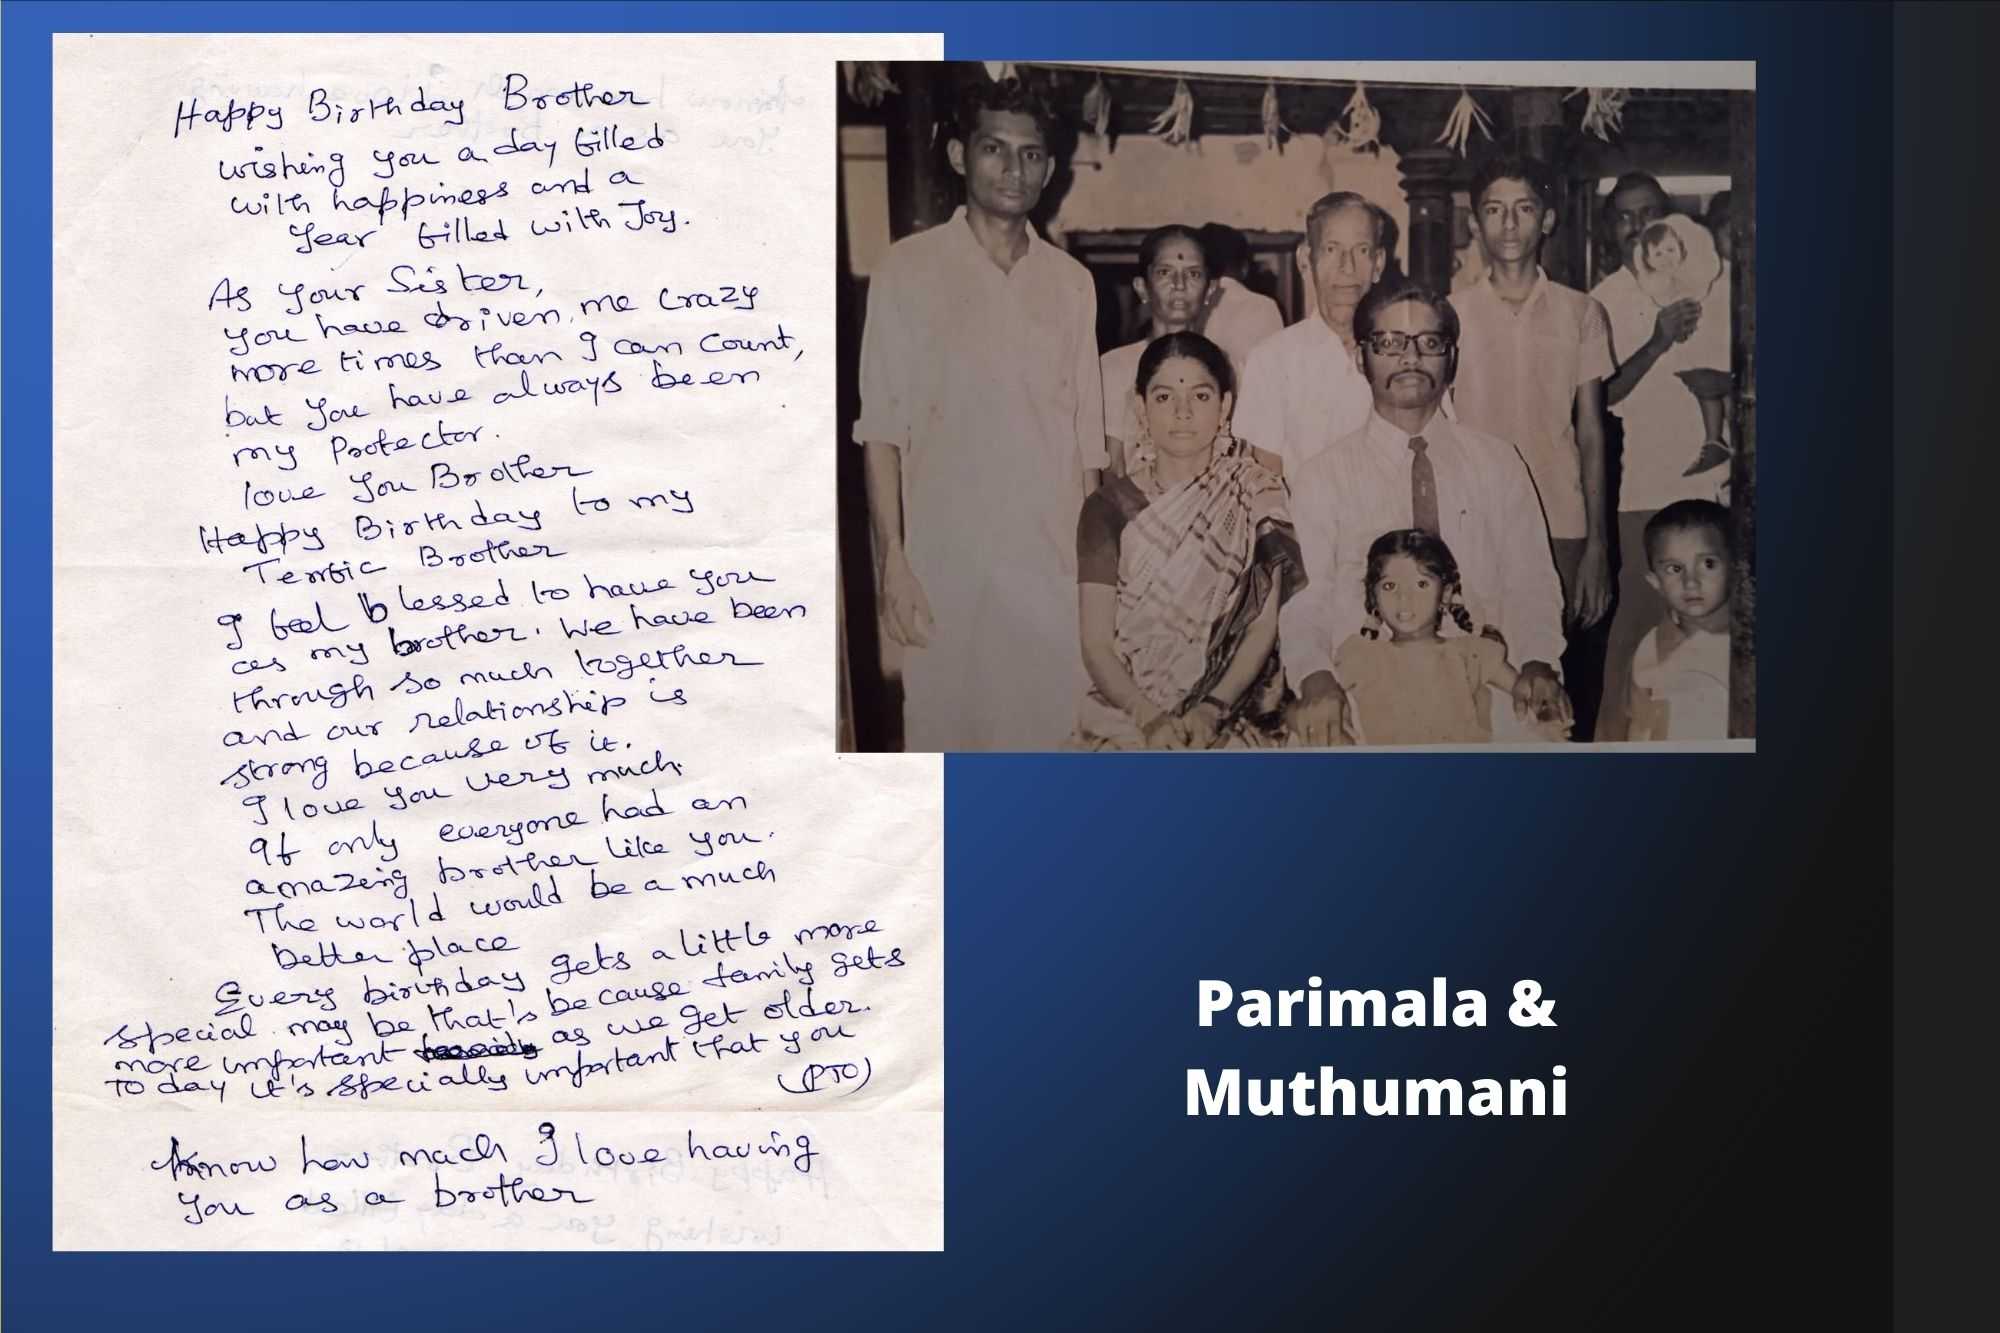 Happy Birthday Brother
wishing you a day filled
with happiness and a
Year filled with Joy.
As Your Sister,
you have driven me crazy
more times than I can count,
but you have always been
my Protector.
love You Brother
Happy Birthday to my
Terrific Brother
I feel blessed to have you
as my brother. We have been
through so much together
and our relationship is
strong because of it.
I love you very much.
If only everyone had an
amazing brother like you.
The world would be a much
better place
Every birthday gets a little more
special. may be that's because family gets
more important as we get older.
To day it's specially important that you
(PTO)
know how much I love having
You as a brother
Parimala &
Muthumani